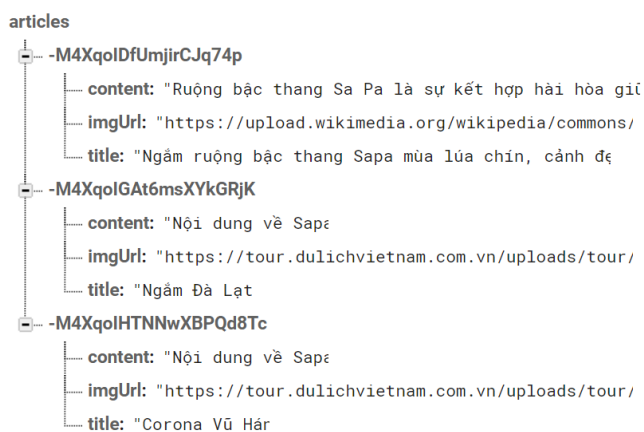 articles
-M4XqoIDfUmjirCJq74p
content: "Ruộng bậc thang Sa Pa là sự kết hợp hài hòa giữ
imgUrl: "https://upload.wikimedia.org/wikipedia/commons/
title: "Ngắm ruộng bậc thang Sapa mùa lúa chín, cảnh đẹ
-M4XqoIGAt6msXYkGRjK
content: "Nội dung về Sapa
imgUrl: "https://tour.dulichvietnam.com.vn/uploads/tour/
title: "Ngắm Đà Lạt
-M4XqoIHTNNwXBPQd8Tc
content: "Nội dung về Sapa
imgUrl: "https://tour.dulichvietnam.com.vn/uploads/tour/
title: "Corona Vũ Hán